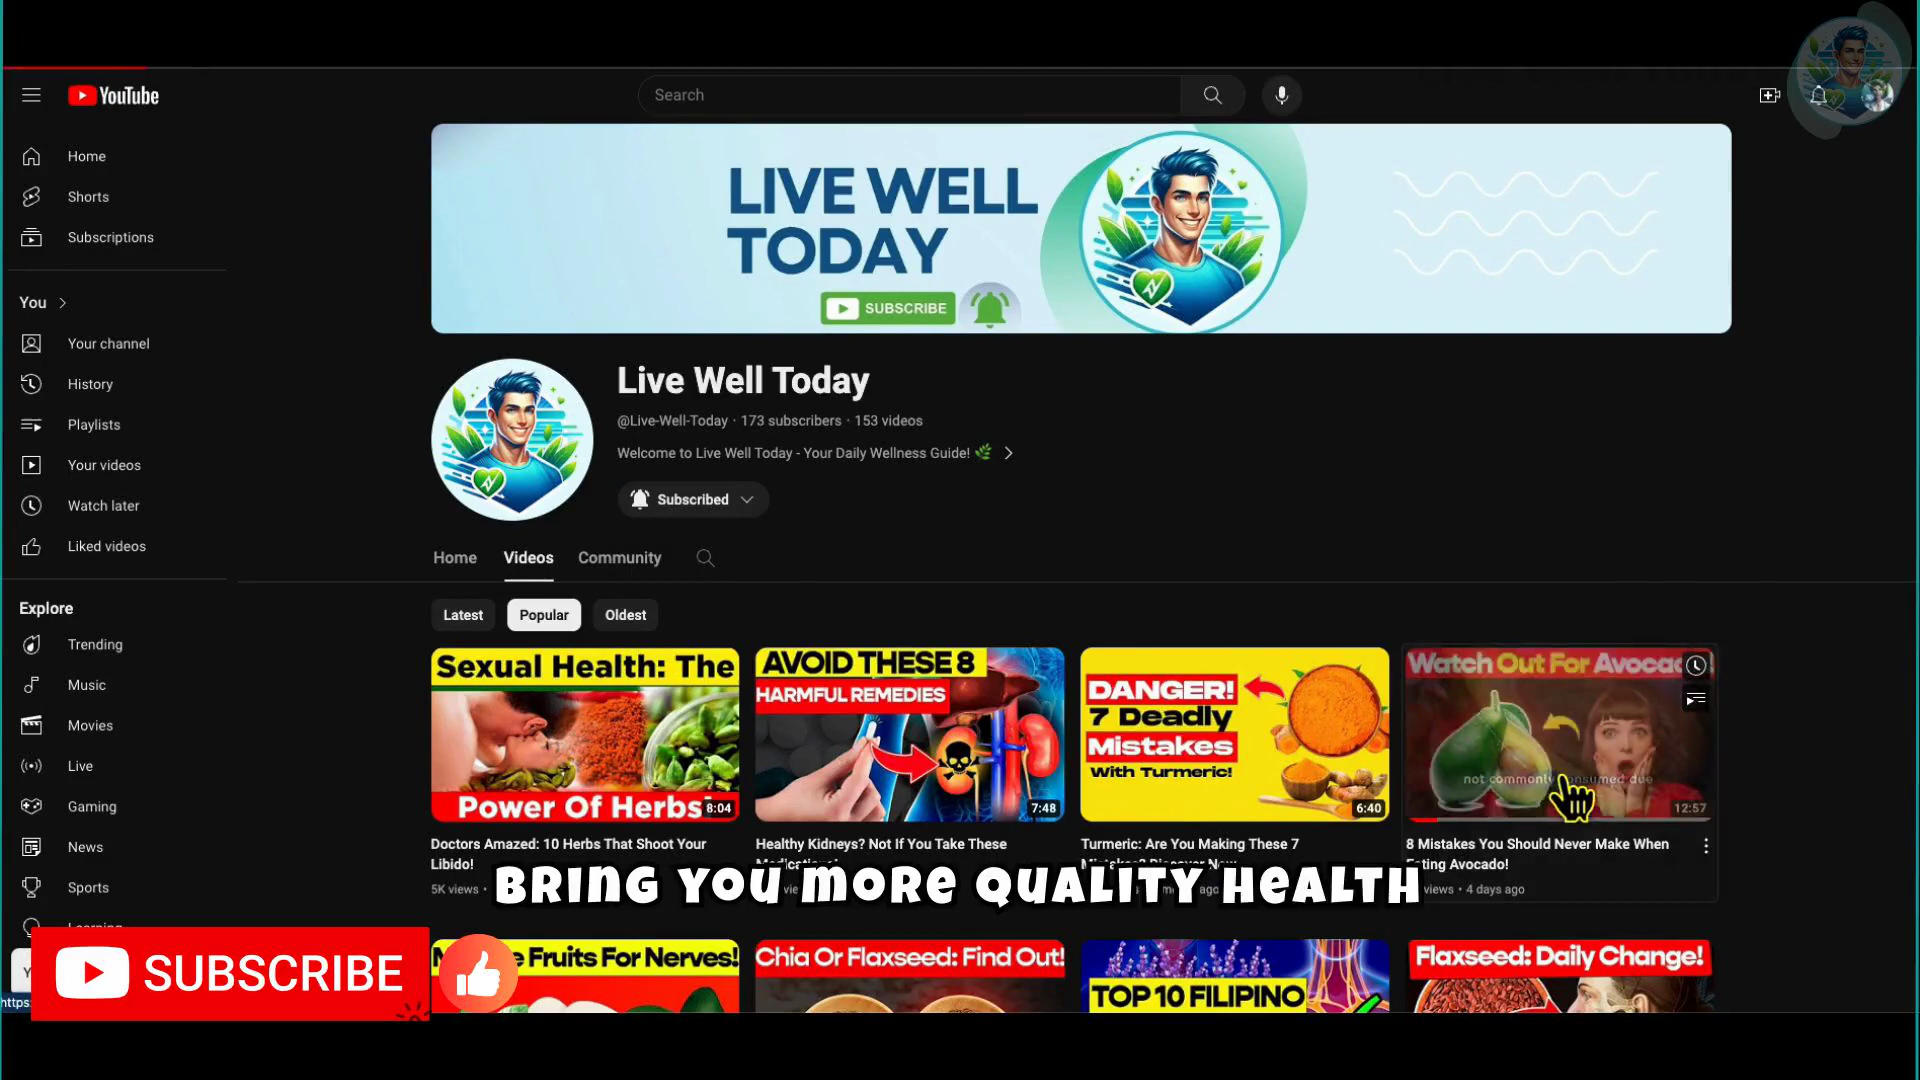 YouTube
Search
Home
Shorts
Subscriptions
You
Your channel
History
Playlists
Your videos
Watch later
Liked videos
Explore
Trending
Music
Movies
Live
Gaming
News
Sports
LIVE WELL
TODAY
SUBSCRIBE
Live Well Today
@Live-Well-Today · 173 subscribers · 153 videos
Welcome to Live Well Today - Your Daily Wellness Guide! 🌿
Subscribed
Home Videos Community
Latest Popular Oldest
Sexual Health: The
Power Of Herbs!
8:04
Doctors Amazed: 10 Herbs That Shoot Your
Libido!
5K views •
AVOID THESE 8
HARMFUL REMEDIES
7:48
Healthy Kidneys? Not If You Take These
DANGER!
7 Deadly
Mistakes
With Turmeric!
6:40
Turmeric: Are You Making These 7
Watch Out For
not commonly consumed due
12:57
8 Mistakes You Should Never Make When
Eating Avocado!
views • 4 days ago
BRING YOU MORE QUALITY HEALTH
SUBSCRIBE
Fruits For Nerves!
Chia Or Flaxseed: Find Out!
TOP 10 FILIPINO
Flaxseed: Daily Change!
https: